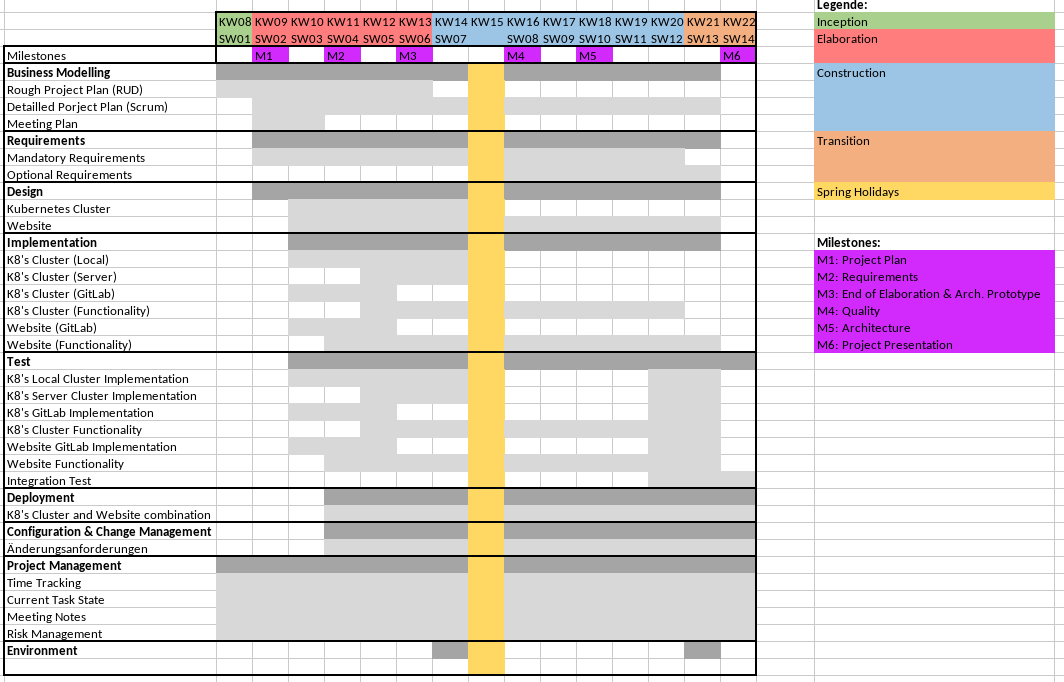 Legende:
KW08 KW09 KW10 KW11 KW12 KW13 KW14 KW15 KW16 KW17 KW18 KW19 KW20 KW21 KW22
Inception
SW01 SW02 SW03 SW04 SW05 SW06 SW07 SW08 SW09 SW10 SW11 SW12 SW13 SW14
Elaboration
Milestones M1 M2 M3 M4 M5 M6
Business Modelling
Construction
Rough Project Plan (RUD)
Detailled Porject Plan (Scrum)
Meeting Plan
Requirements
Transition
Mandatory Requirements
Optional Requirements
Design
Spring Holidays
Kubernetes Cluster
Website
Implementation
Milestones:
K8's Cluster (Local)
M1: Project Plan
K8's Cluster (Server)
M2: Requirements
K8's Cluster (GitLab)
M3: End of Elaboration & Arch. Prototype
K8's Cluster (Functionality)
M4: Quality
Website (GitLab)
M5: Architecture
Website (Functionality)
M6: Project Presentation
Test
K8's Local Cluster Implementation
K8's Server Cluster Implementation
K8's GitLab Implementation
K8's Cluster Functionality
Website GitLab Implementation
Website Functionality
Integration Test
Deployment
K8's Cluster and Website combination
Configuration & Change Management
Änderungsanforderungen
Project Management
Time Tracking
Current Task State
Meeting Notes
Risk Management
Environment